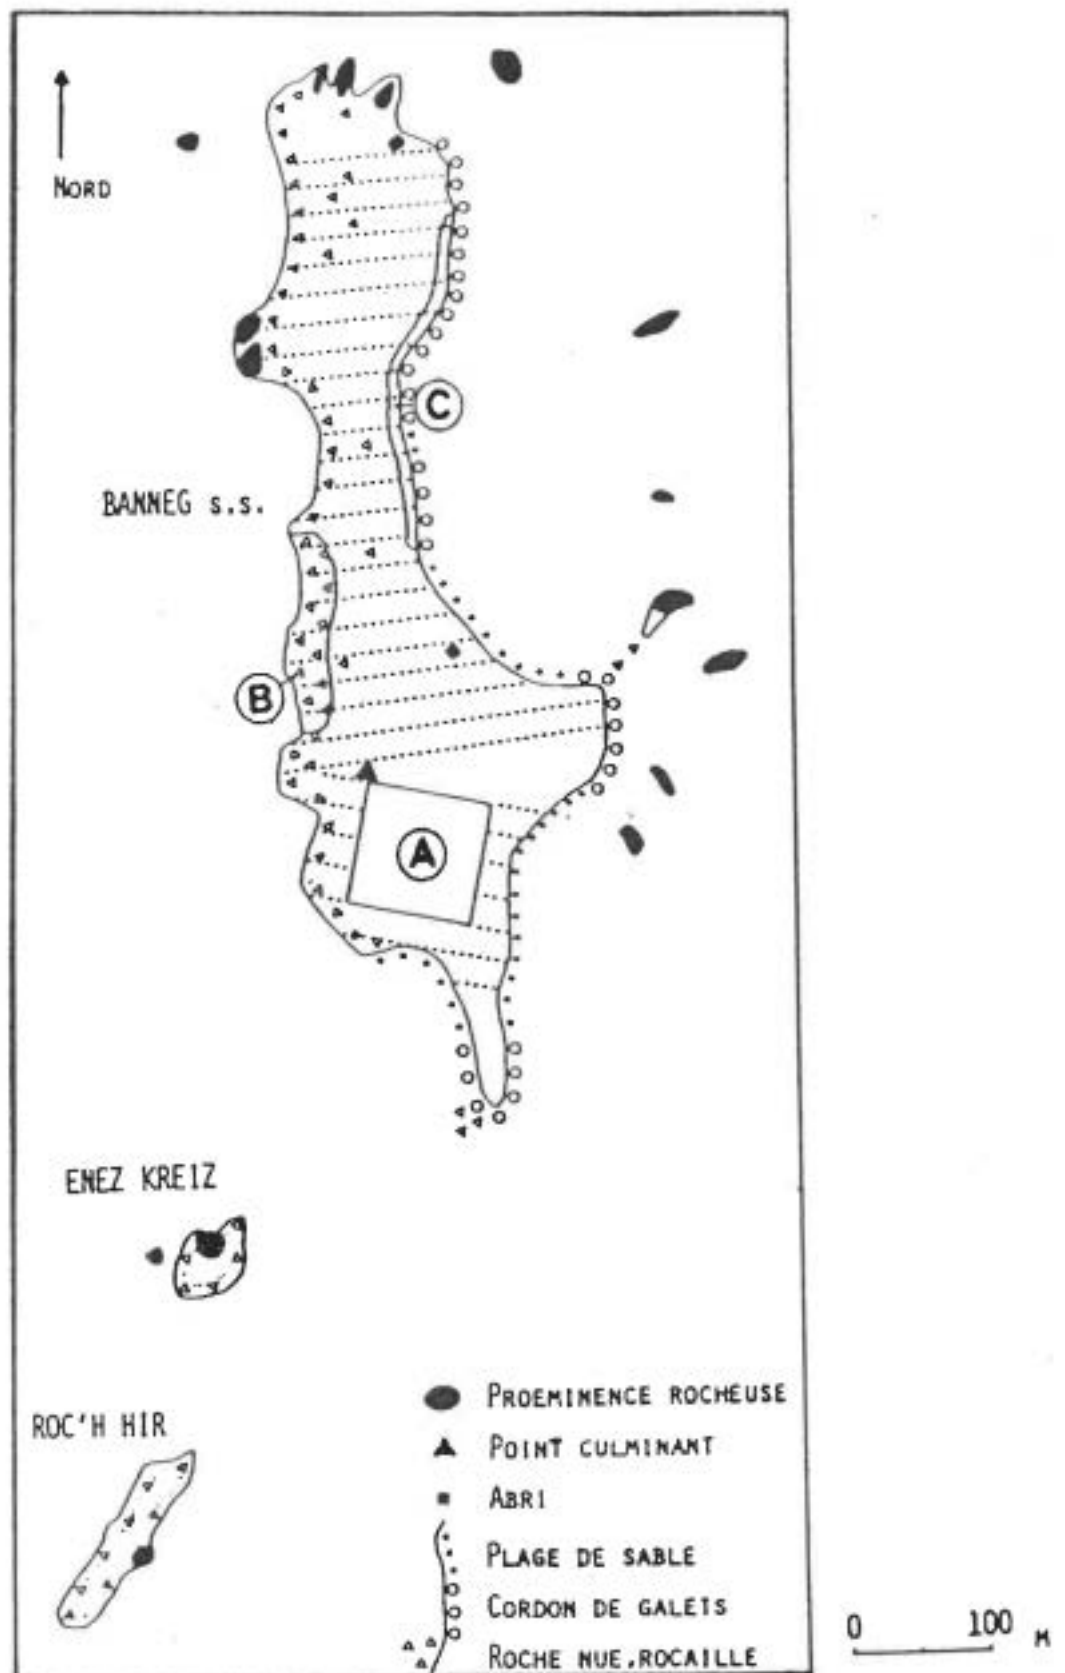 NORD
C
BANNEG s.s.
B
A
ENEZ KREIZ
ROC'H HIR
PROEMINENCE ROCHEUSE
POINT CULMINANT
ABRI
PLAGE DE SABLE
CORDON DE GALETS
ROCHE NUE, ROCAILLE
0 100 M